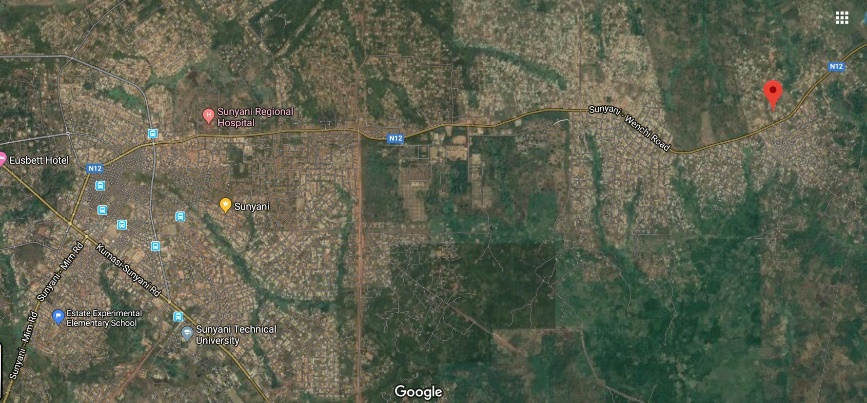 N12
Sunyani - Wenchi Road
Sunyani Regional
Hospital
H
N12
Eusbett Hotel
N12
Sunyani
Kumasi-Sunyani Rd
Sunyani - Mim Rd
Sunyani - Mim Rd
Estate Experimental
Elementary School
Sunyani Technical
University
Google